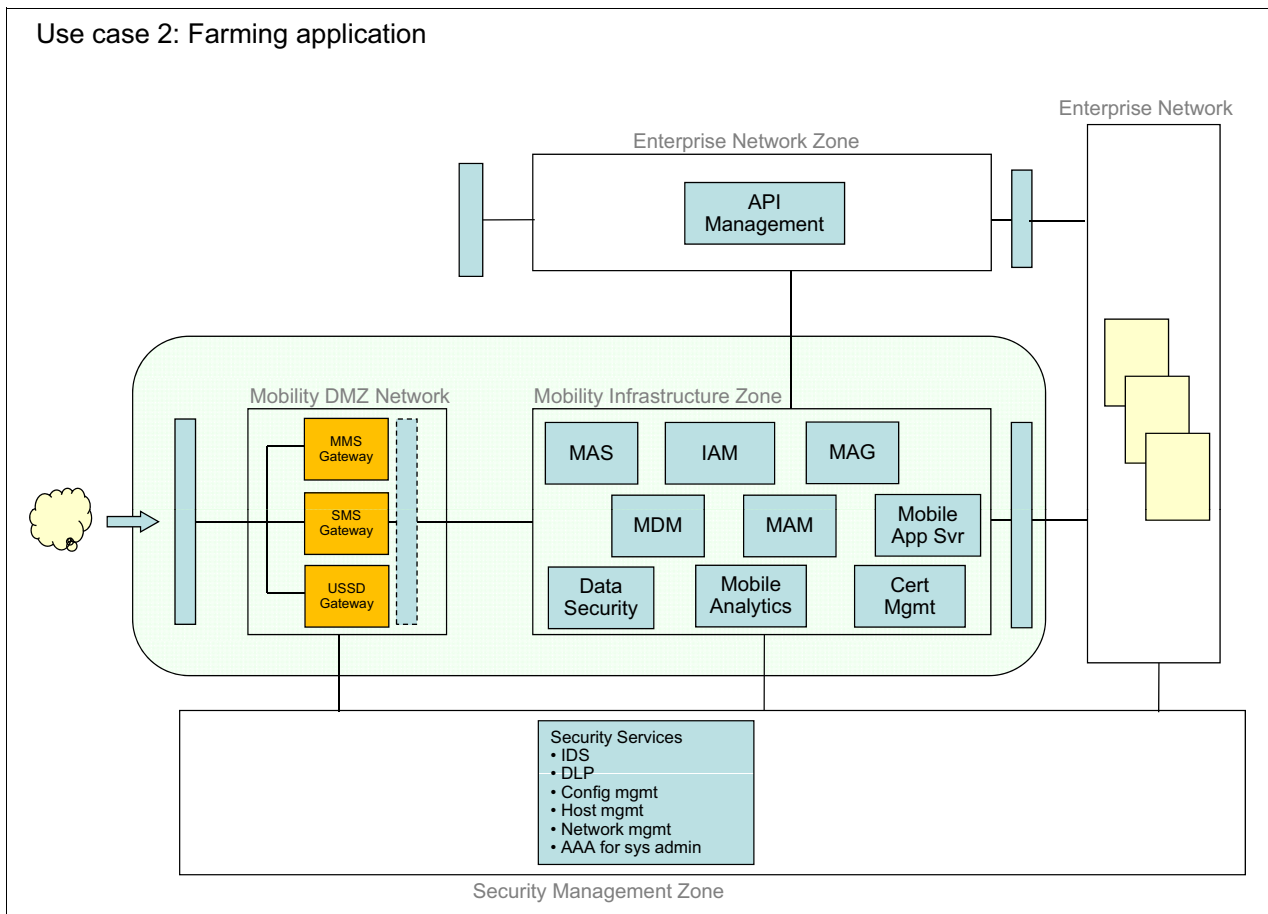 Use case 2: Farming application
Enterprise Network
Enterprise Network Zone
API
Management
Mobility DMZ Network
MMS
Gateway
SMS
Gateway
USSD
Gateway
Mobility Infrastructure Zone
MAS
IAM
MAG
MDM
MAM
Mobile
App Svr
Data
Security
Mobile
Analytics
Cert
Mgmt
Security Services
• IDS
• DLP
• Config mgmt
• Host mgmt
• Network mgmt
• AAA for sys admin
Security Management Zone